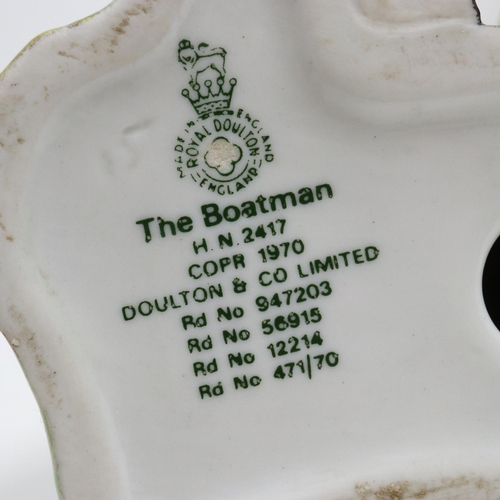 MADE IN ENGLAND
ROYAL DOULTON
ENGLAND
The Boatman
H.N.2417
COPR 1970
DOULTON & CO LIMITED
Rd No 947203
Rd No 56915
Rd No 12214
Rd No 471/70